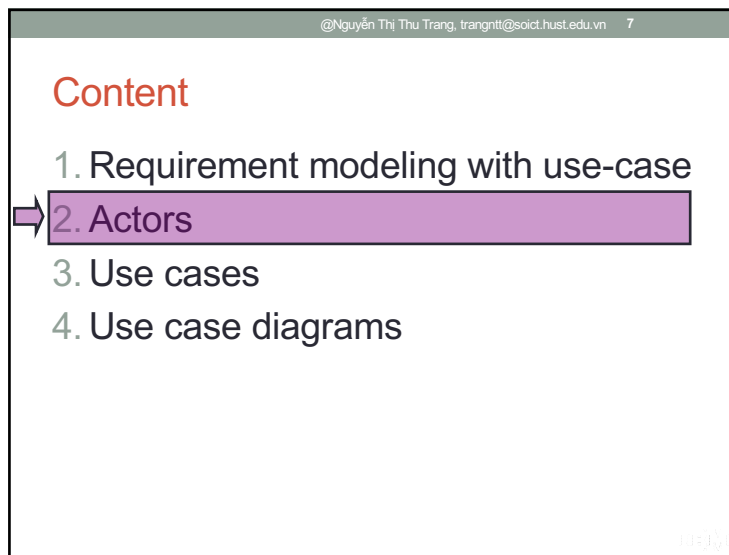 @Nguyễn Thị Thu Trang, trangntt@soict.hust.edu.vn 7
Content
1. Requirement modeling with use-case
2. Actors
3. Use cases
4. Use case diagrams